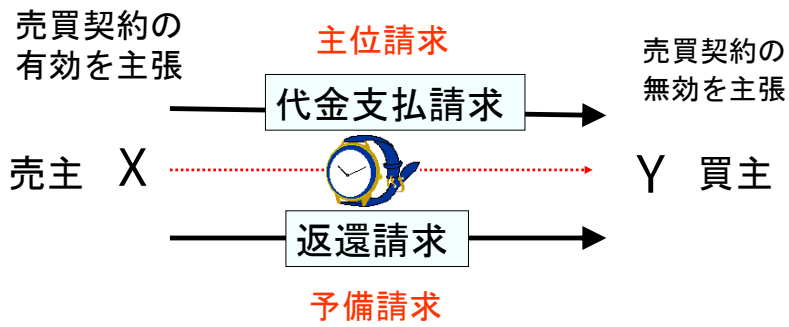 売買契約の
有効を主張
主位請求
売買契約の
無効を主張
代金支払請求
売主 X
Y 買主
返還請求
予備請求